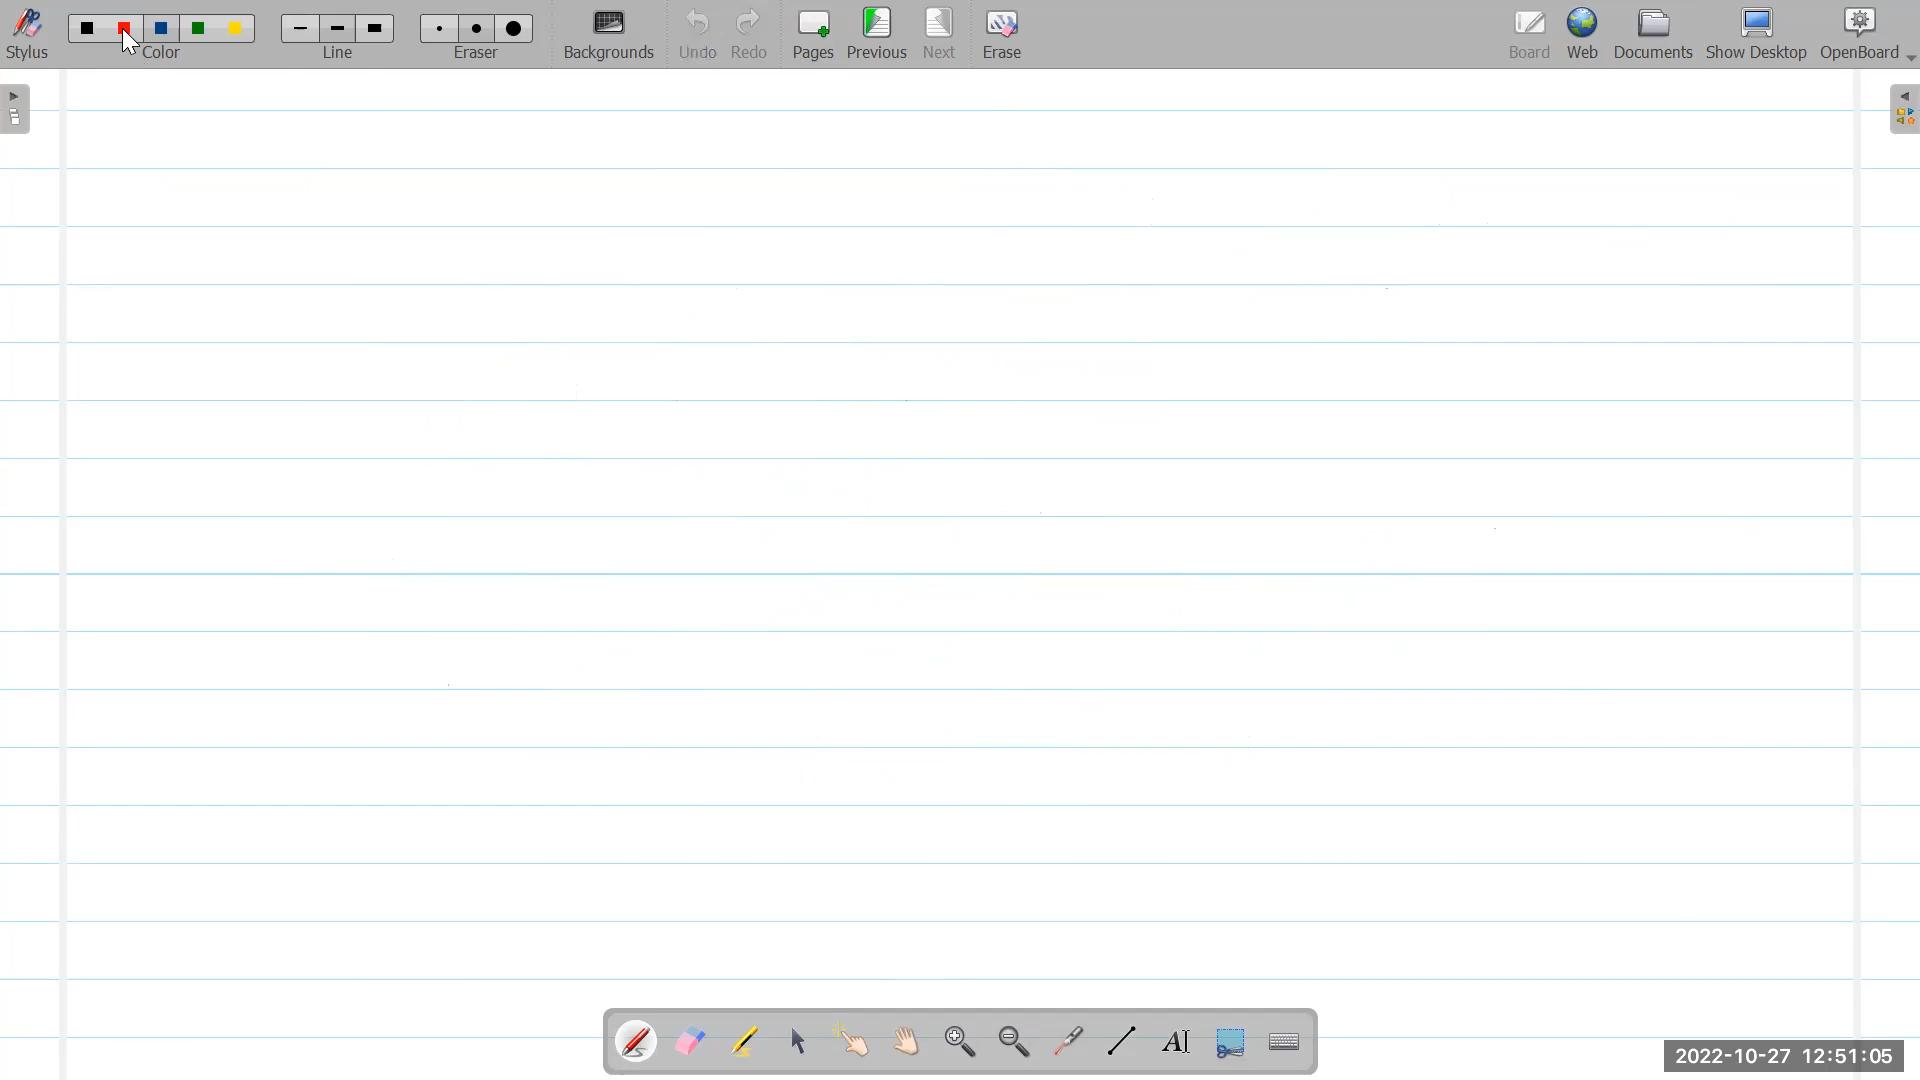 Stylus Color Line Eraser Backgrounds Undo Redo Pages Previous Next Erase Board Web Documents Show Desktop OpenBoard
AI
2022-10-27 12:51:05